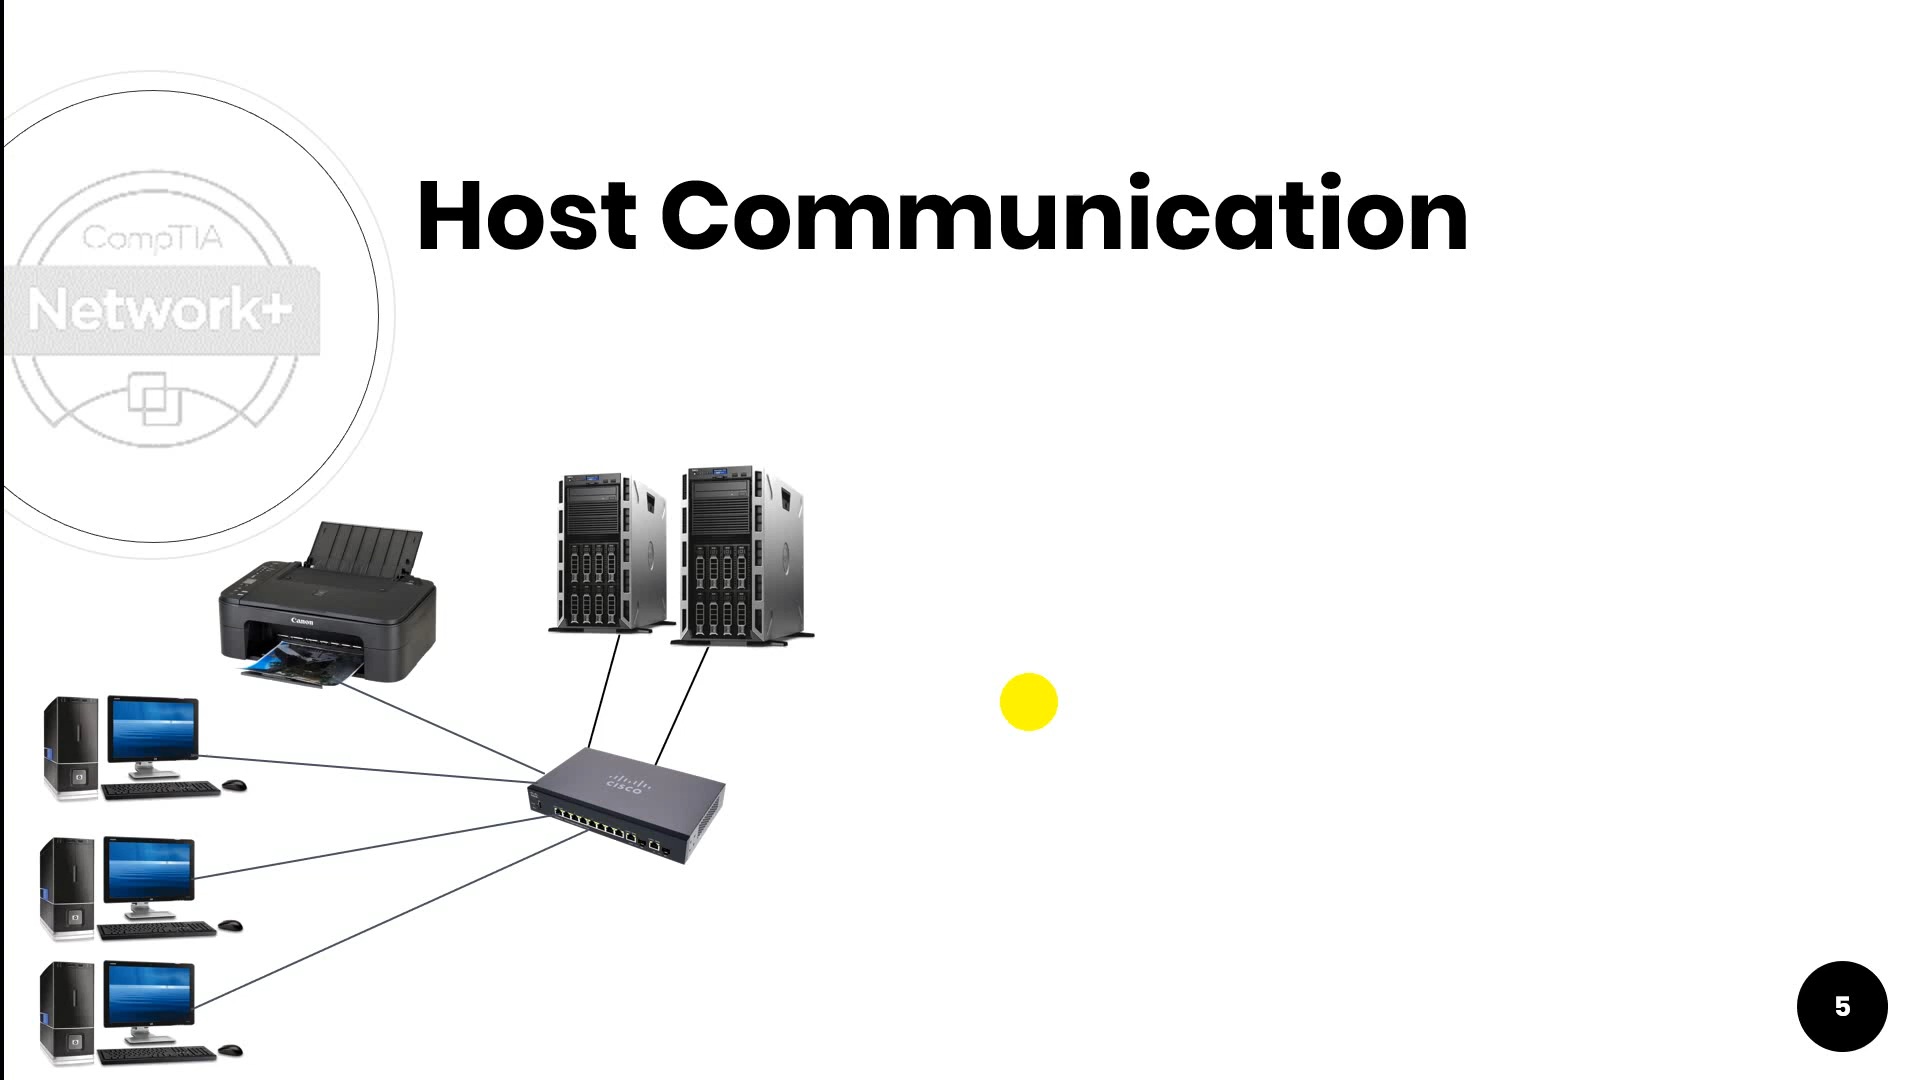 Host Communication
CompTIA
Network+
Canon
CISCO
5